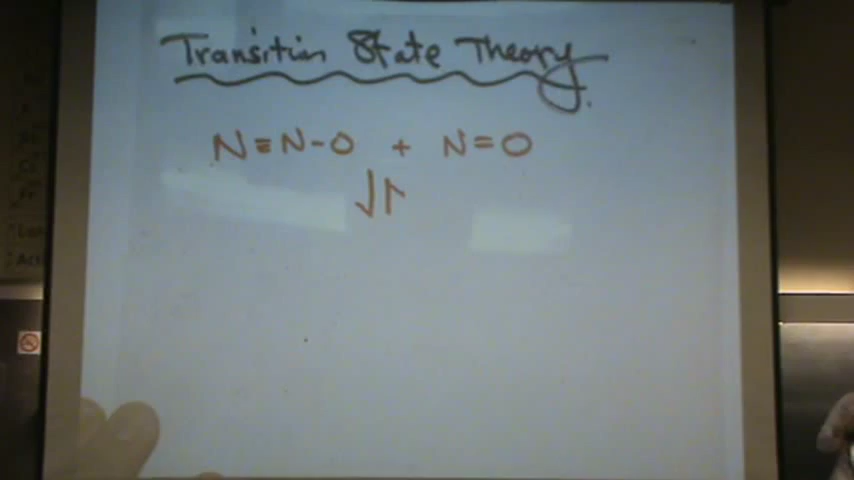 Transition State Theory.
N≡N-O + N=O
⇃↾